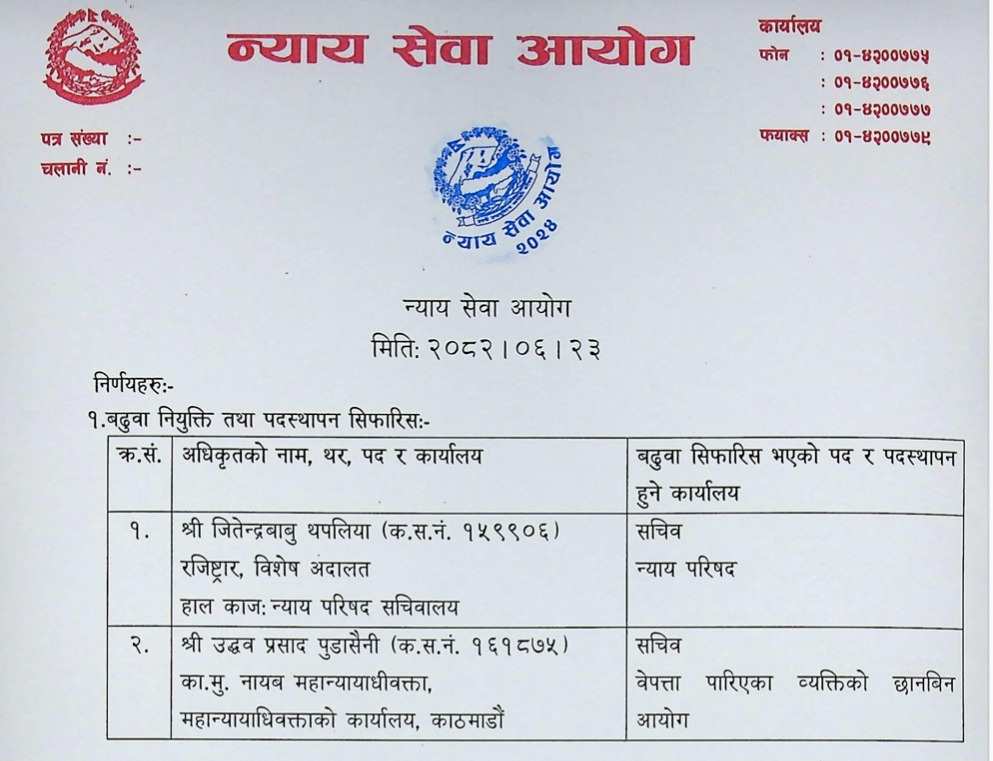 न्याय सेवा आयोग
कार्यालय
फोन : ०१-४२००७७५
: ०१-४२००७७६
: ०१-४२००७७७
फ्याक्स : ०१-४२००७७९
पत्र संख्या :-
चलानी नं. :-
न्याय सेवा आयोग
२०२४
न्याय सेवा आयोग
मिति: २०८२।०६।२३
निर्णयहरु:-
१.बढुवा नियुक्ति तथा पदस्थापन सिफारिस:-
क्र.सं. अधिकृतको नाम, थर, पद र कार्यालय बढुवा सिफारिस भएको पद र पदस्थापन
हुने कार्यालय
१. श्री जितेन्द्रबाबु थपलिया (क.स.नं. १५९९०६) सचिव
रजिष्ट्रार, विशेष अदालत न्याय परिषद
हाल काज: न्याय परिषद सचिवालय
२. श्री उद्धव प्रसाद पुडासैनी (क.स.नं. १६१८७५) सचिव
का.मु. नायब महान्यायाधीवक्ता, वेपत्ता पारिएका व्यक्तिको छानबिन
महान्यायाधिवक्ताको कार्यालय, काठमाडौं आयोग